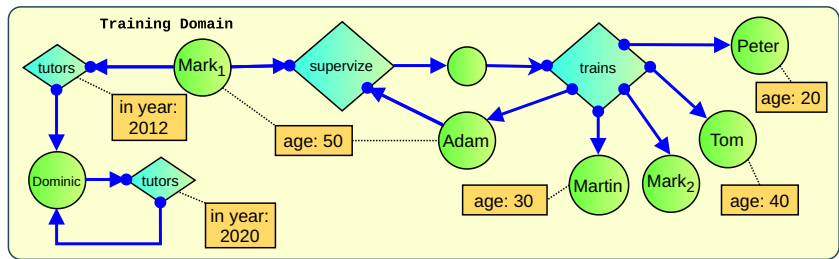 Training Domain
tutors
Mark1
supervize
trains
Peter
in year:
2012
age: 50
Adam
age: 20
Tom
Dominic
tutors
Martin
Mark2
age: 30
age: 40
in year:
2020